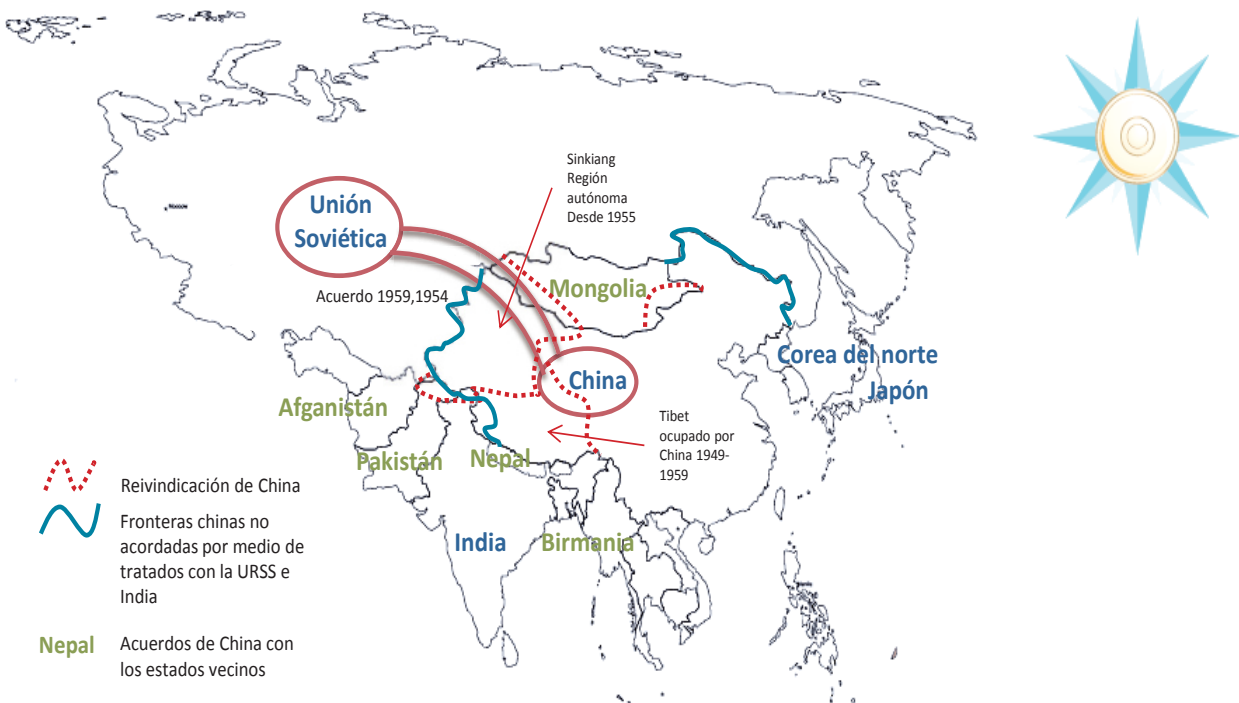 Sinkiang
Región
autónoma
Desde 1955
Unión
Soviética
Acuerdo 1959,1954
Mongolia
Corea del norte
Japón
China
Afganistán
Tibet
ocupado por
China 1949-
1959
Pakistán
Nepal
India
Birmania
Reivindicación de China
Fronteras chinas no
acordadas por medio de
tratados con la URSS e
India
Nepal
Acuerdos de China con
los estados vecinos